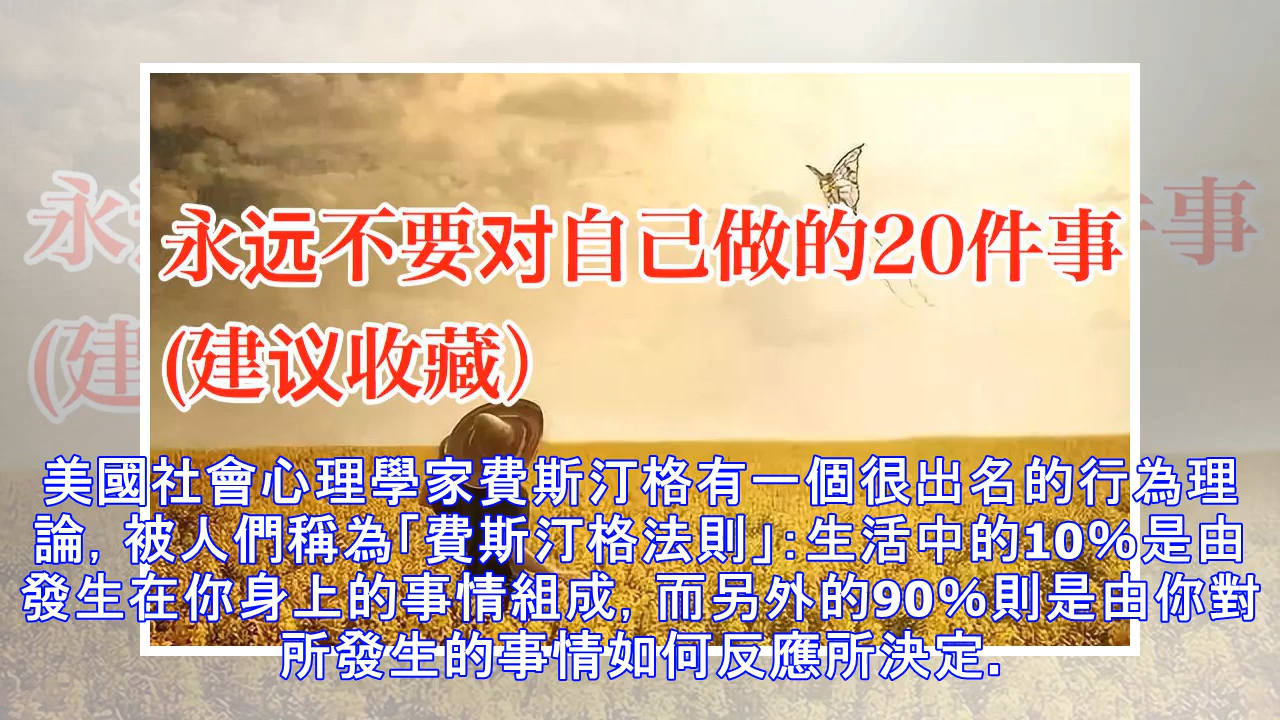 永远不要对自己做的20件事
(建议收藏）
美國社會心理學家費斯汀格有一個很出名的行為理
論, 被人們稱為「費斯汀格法則」:生活中的10%是由
發生在你身上的事情組成, 而另外的90%則是由你對
所發生的事情如何反應所決定.